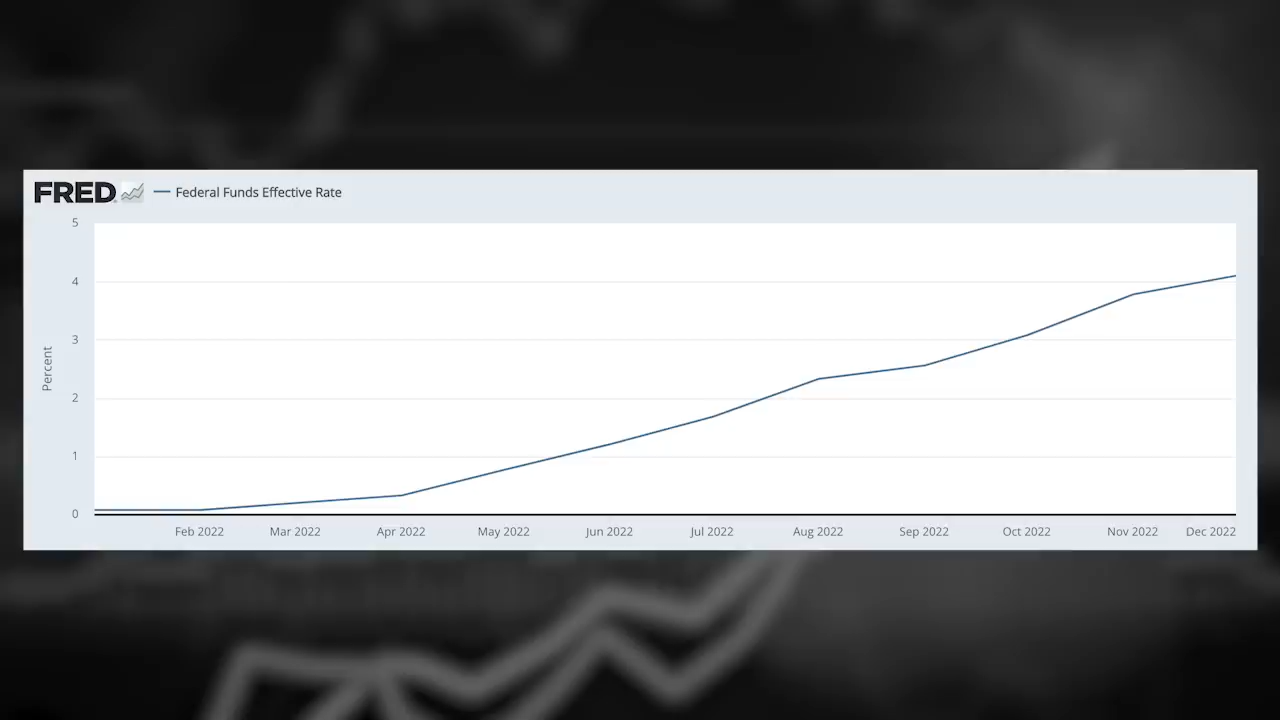 FRED Federal Funds Effective Rate
5
4
3
2
1
0
Percent
Feb 2022 Mar 2022 Apr 2022 May 2022 Jun 2022 Jul 2022 Aug 2022 Sep 2022 Oct 2022 Nov 2022 Dec 2022